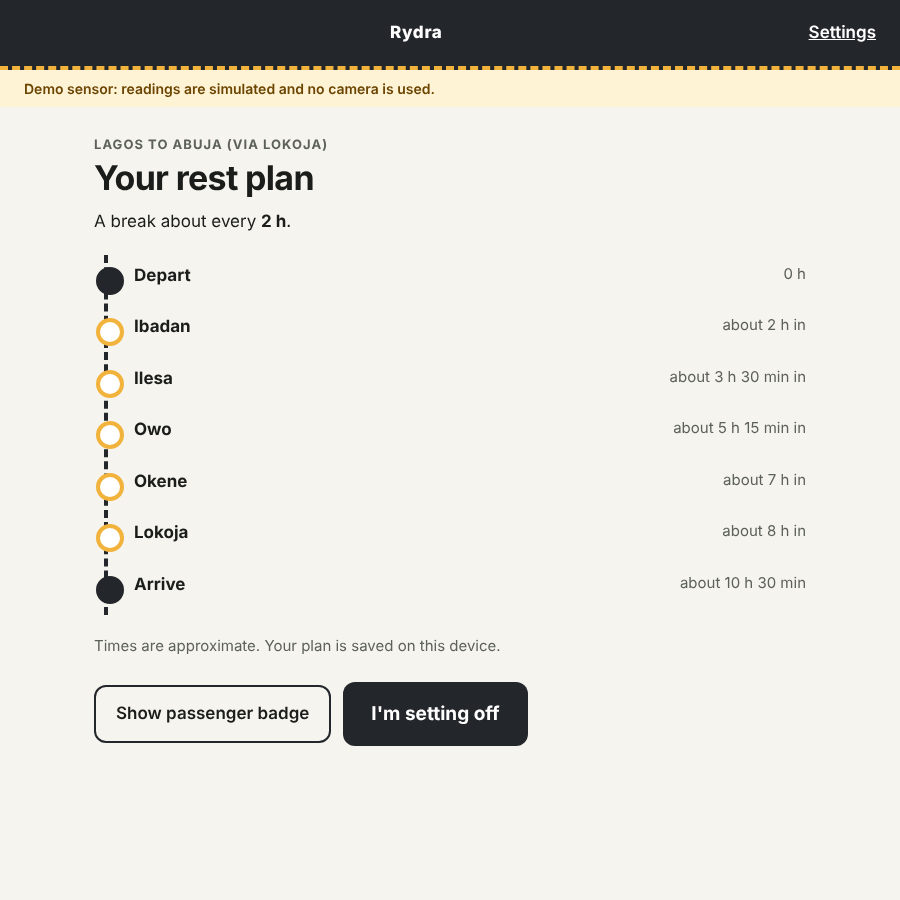 Rydra
Settings
Demo sensor: readings are simulated and no camera is used.
LAGOS TO ABUJA (VIA LOKOJA)
Your rest plan
A break about every 2 h.
Depart 0 h
Ibadan about 2 h in
Ilesa about 3 h 30 min in
Owo about 5 h 15 min in
Okene about 7 h in
Lokoja about 8 h in
Arrive about 10 h 30 min
Times are approximate. Your plan is saved on this device.
Show passenger badge
I'm setting off